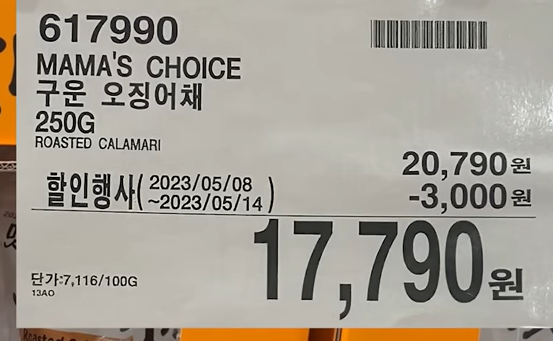 617990
MAMA'S CHOICE
구운 오징어채
250G
ROASTED CALAMARI
20,790원
할인행사( 2023/05/08
~2023/05/14 )
-3,000원
17,790원
단가:7,116/100G
13AO
Roasted